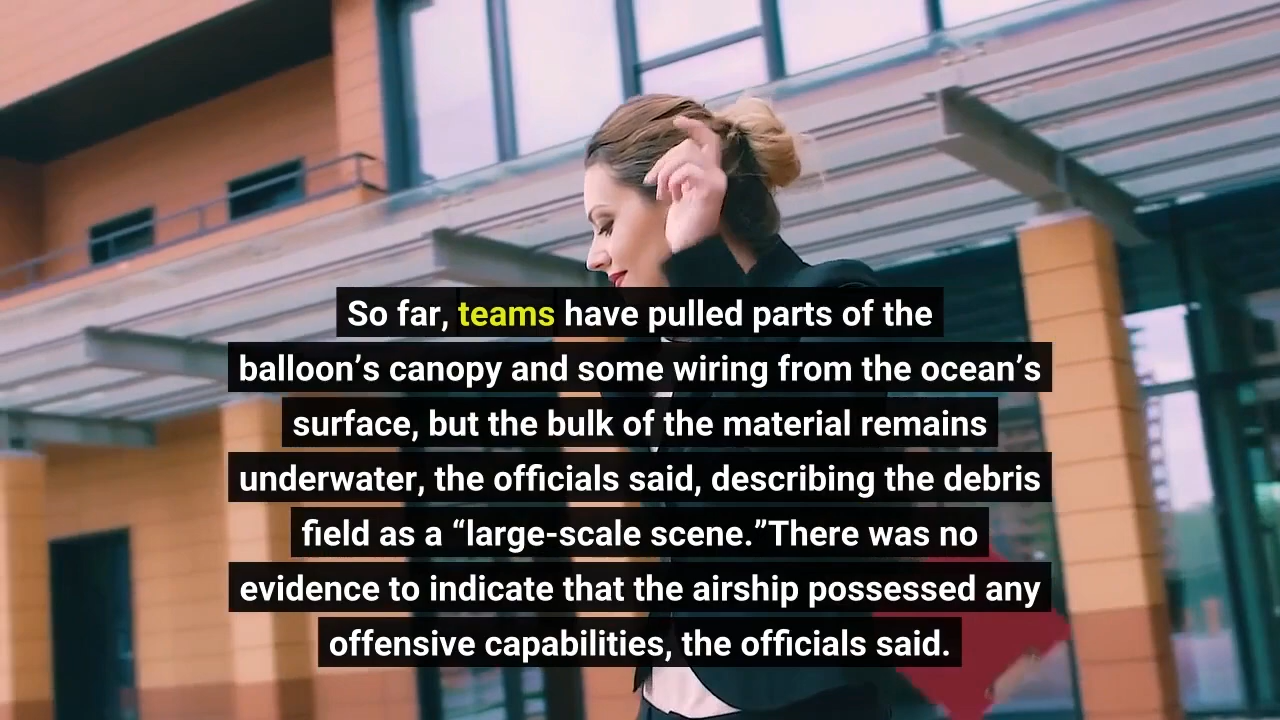 So far, teams have pulled parts of the
balloon’s canopy and some wiring from the ocean’s
surface, but the bulk of the material remains
underwater, the officials said, describing the debris
field as a “large-scale scene.”There was no
evidence to indicate that the airship possessed any
offensive capabilities, the officials said.